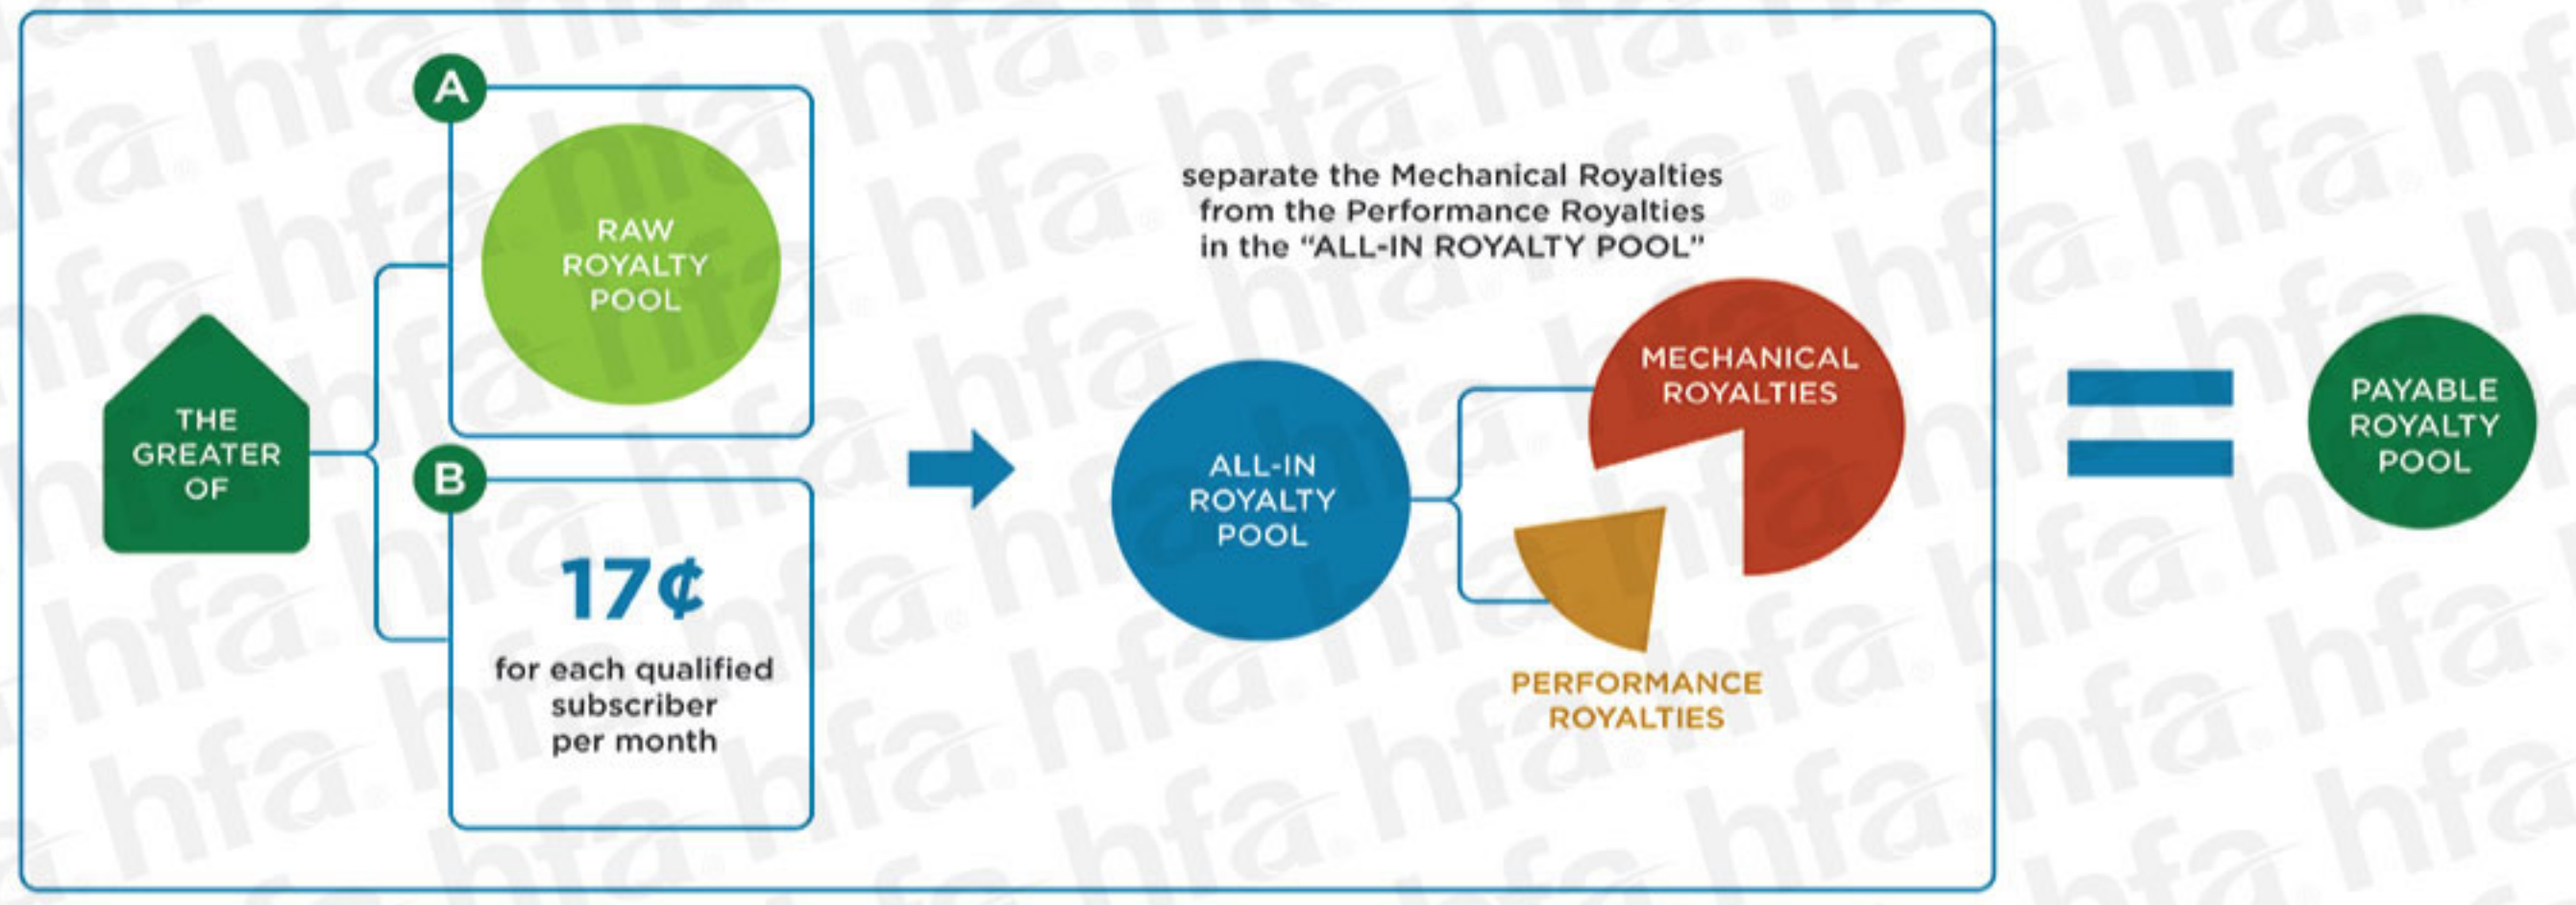 A
RAW
ROYALTY
POOL
THE
GREATER
OF
B
17¢
for each qualified
subscriber
per month
separate the Mechanical Royalties
from the Performance Royalties
in the “ALL-IN ROYALTY POOL”
ALL-IN
ROYALTY
POOL
MECHANICAL
ROYALTIES
PERFORMANCE
ROYALTIES
PAYABLE
ROYALTY
POOL
hfa